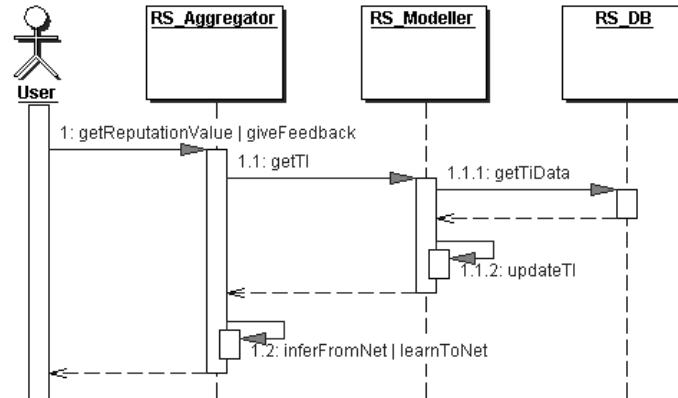 RS_Aggregator
RS_Modeller
RS_DB
User
1: getReputationValue | giveFeedback
1.1: getTI
1.1.1: getTiData
1.1.2: updateTI
1.2: inferFromNet | learnToNet